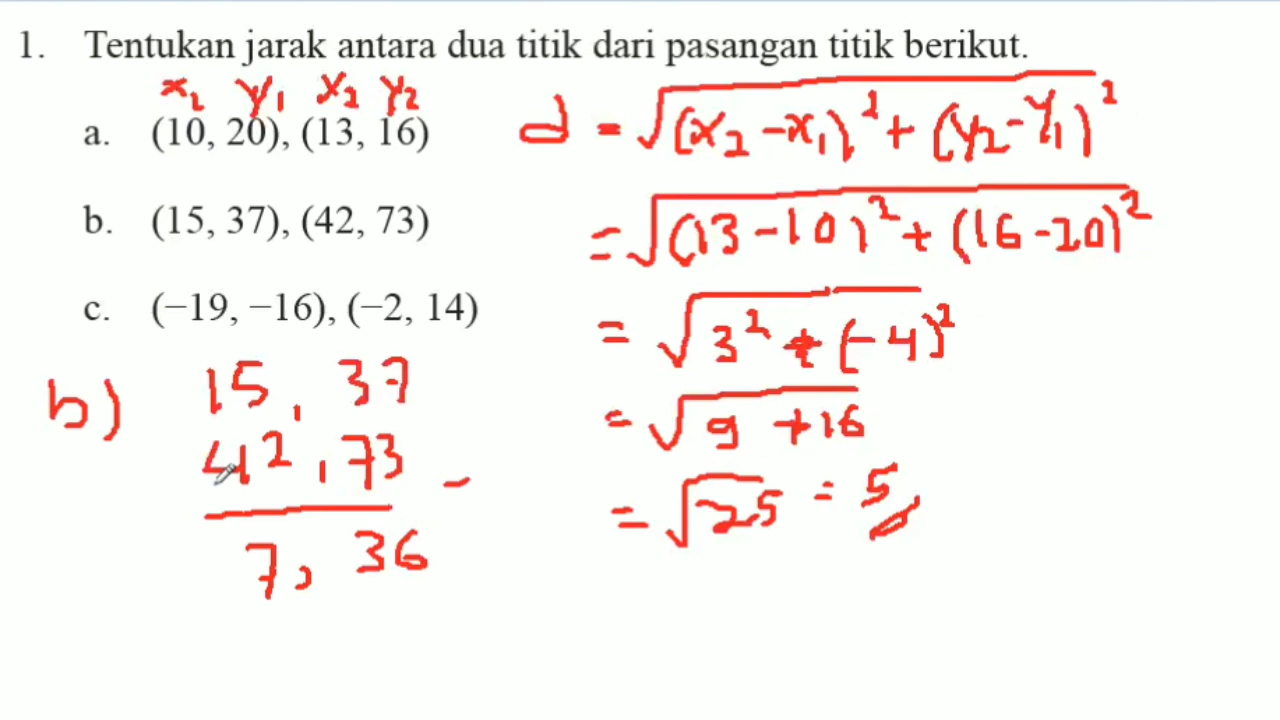 1. Tentukan jarak antara dua titik dari pasangan titik berikut.
x₁ y₁ x₂ y₂
a. (10, 20), (13, 16)
b. (15, 37), (42, 73)
c. (−19, −16), (−2, 14)
d = √(x₂ − x₁)² + (y₂ − y₁)²
= √(13 − 10)² + (16 − 20)²
= √3² + (−4)²
= √9 + 16
= √25 = 5
b) 15, 37
42, 73 −
7, 36